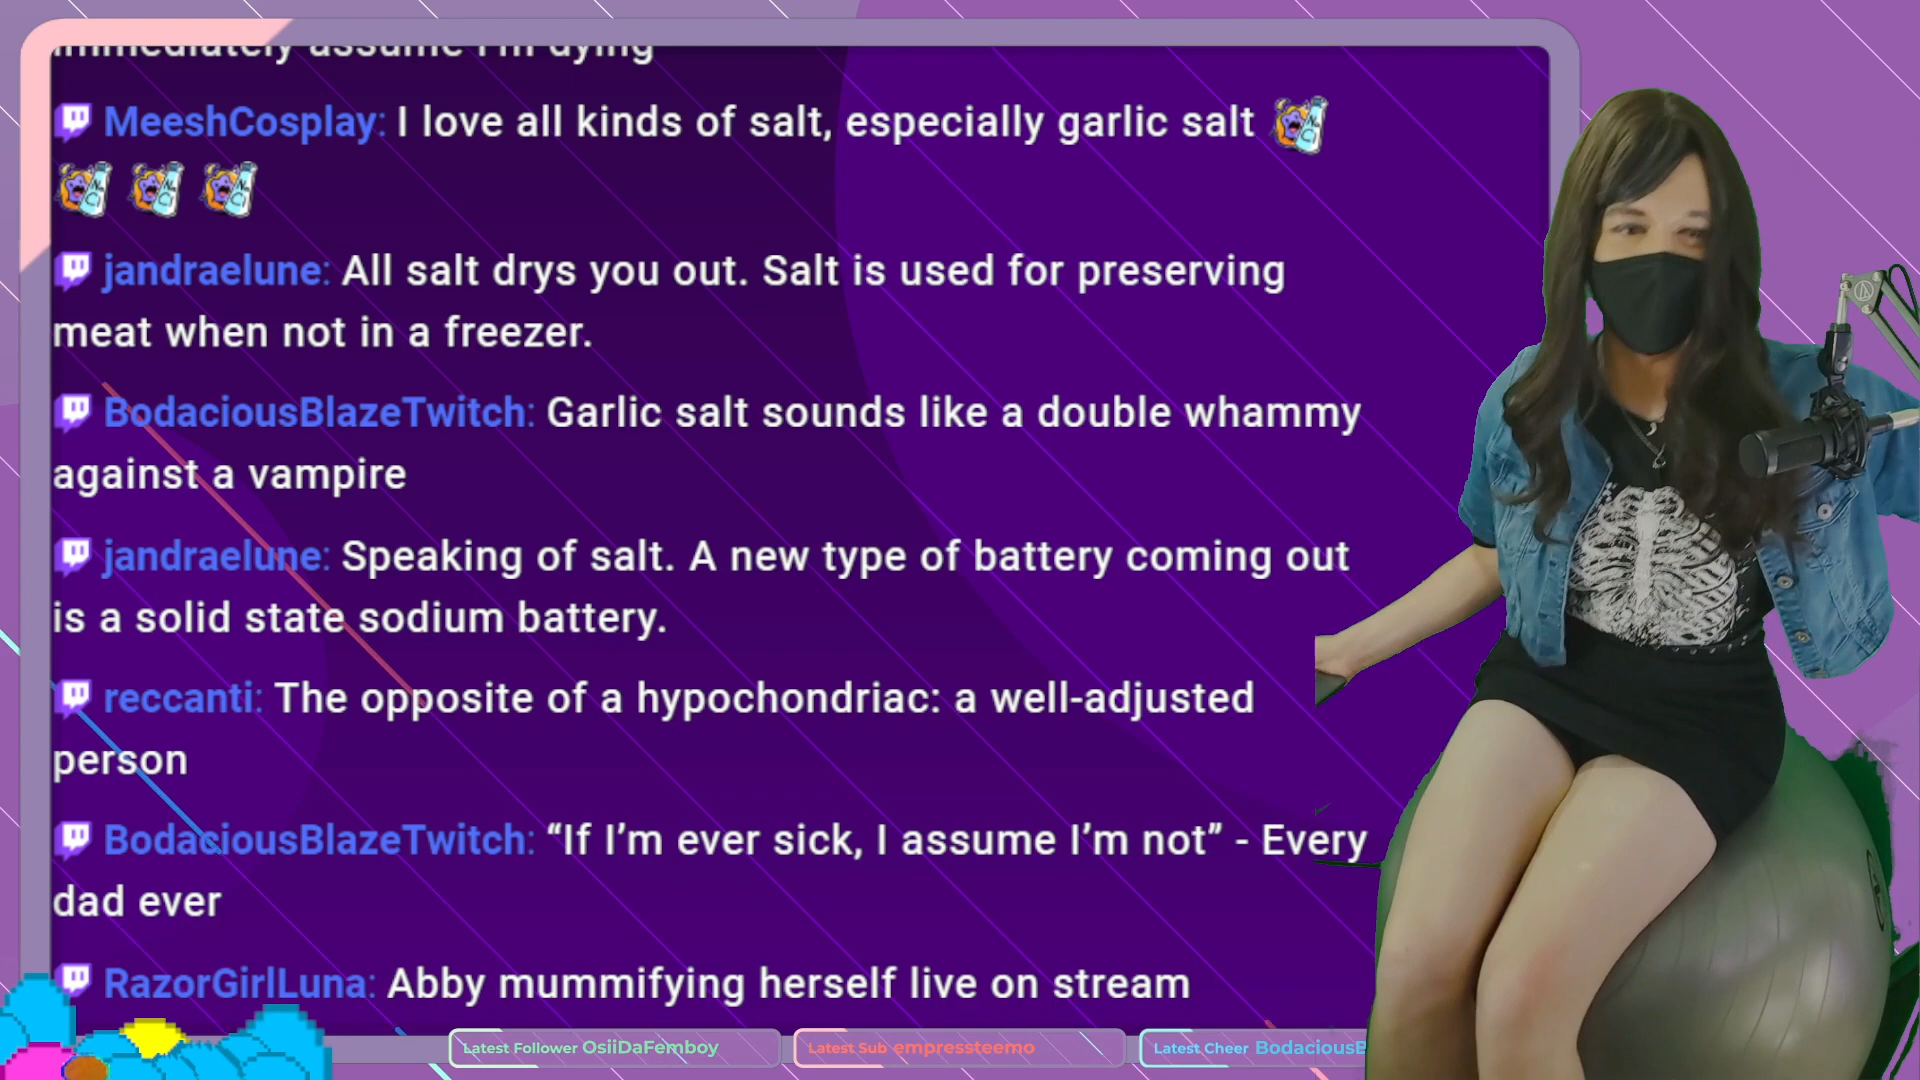 immediately assume I'm dying
MeeshCosplay: I love all kinds of salt, especially garlic salt
jandraelune: All salt drys you out. Salt is used for preserving
meat when not in a freezer.
BodaciousBlazeTwitch: Garlic salt sounds like a double whammy
against a vampire
jandraelune: Speaking of salt. A new type of battery coming out
is a solid state sodium battery.
reccanti: The opposite of a hypochondriac: a well-adjusted
person
BodaciousBlazeTwitch: “If I’m ever sick, I assume I’m not” - Every
dad ever
RazorGirlLuna: Abby mummifying herself live on stream
Latest Follower OsiiDaFemboy
Latest Sub empressteemo
Latest Cheer BodaciousB